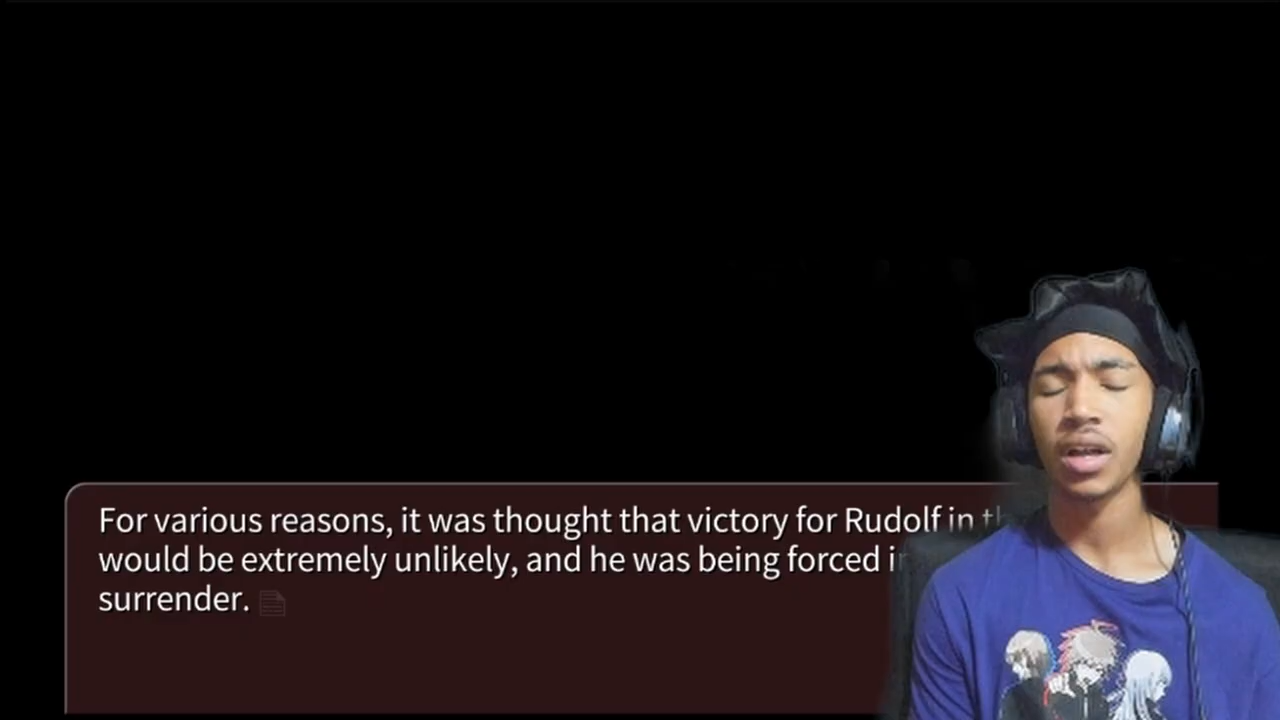 For various reasons, it was thought that victory for Rudolf in
would be extremely unlikely, and he was being forced
surrender.